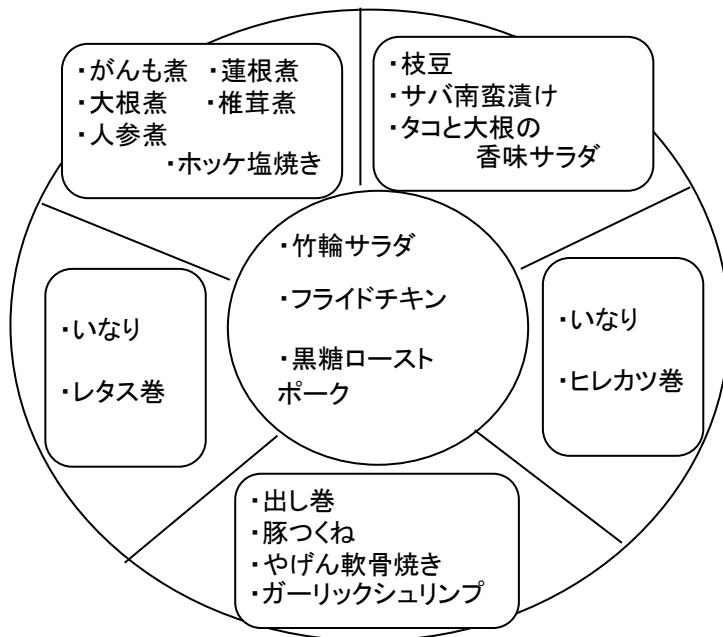 ・がんも煮　・蓮根煮
・大根煮　・椎茸煮
・人参煮
・ホッケ塩焼き
・枝豆
・サバ南蛮漬け
・タコと大根の
香味サラダ
・竹輪サラダ
・フライドチキン
・黒糖ロースト
ポーク
・いなり
・レタス巻
・いなり
・ヒレカツ巻
・出し巻
・豚つくね
・やげん軟骨焼き
・ガーリックシュリンプ